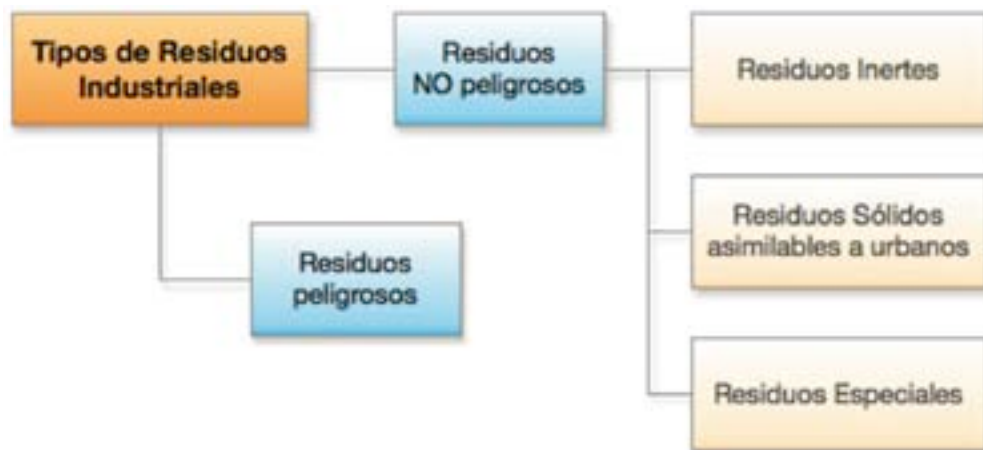 Tipos de Residuos
Industriales
Residuos
NO peligrosos
Residuos Inertes
Residuos Sólidos
asimilables a urbanos
Residuos
peligrosos
Residuos Especiales